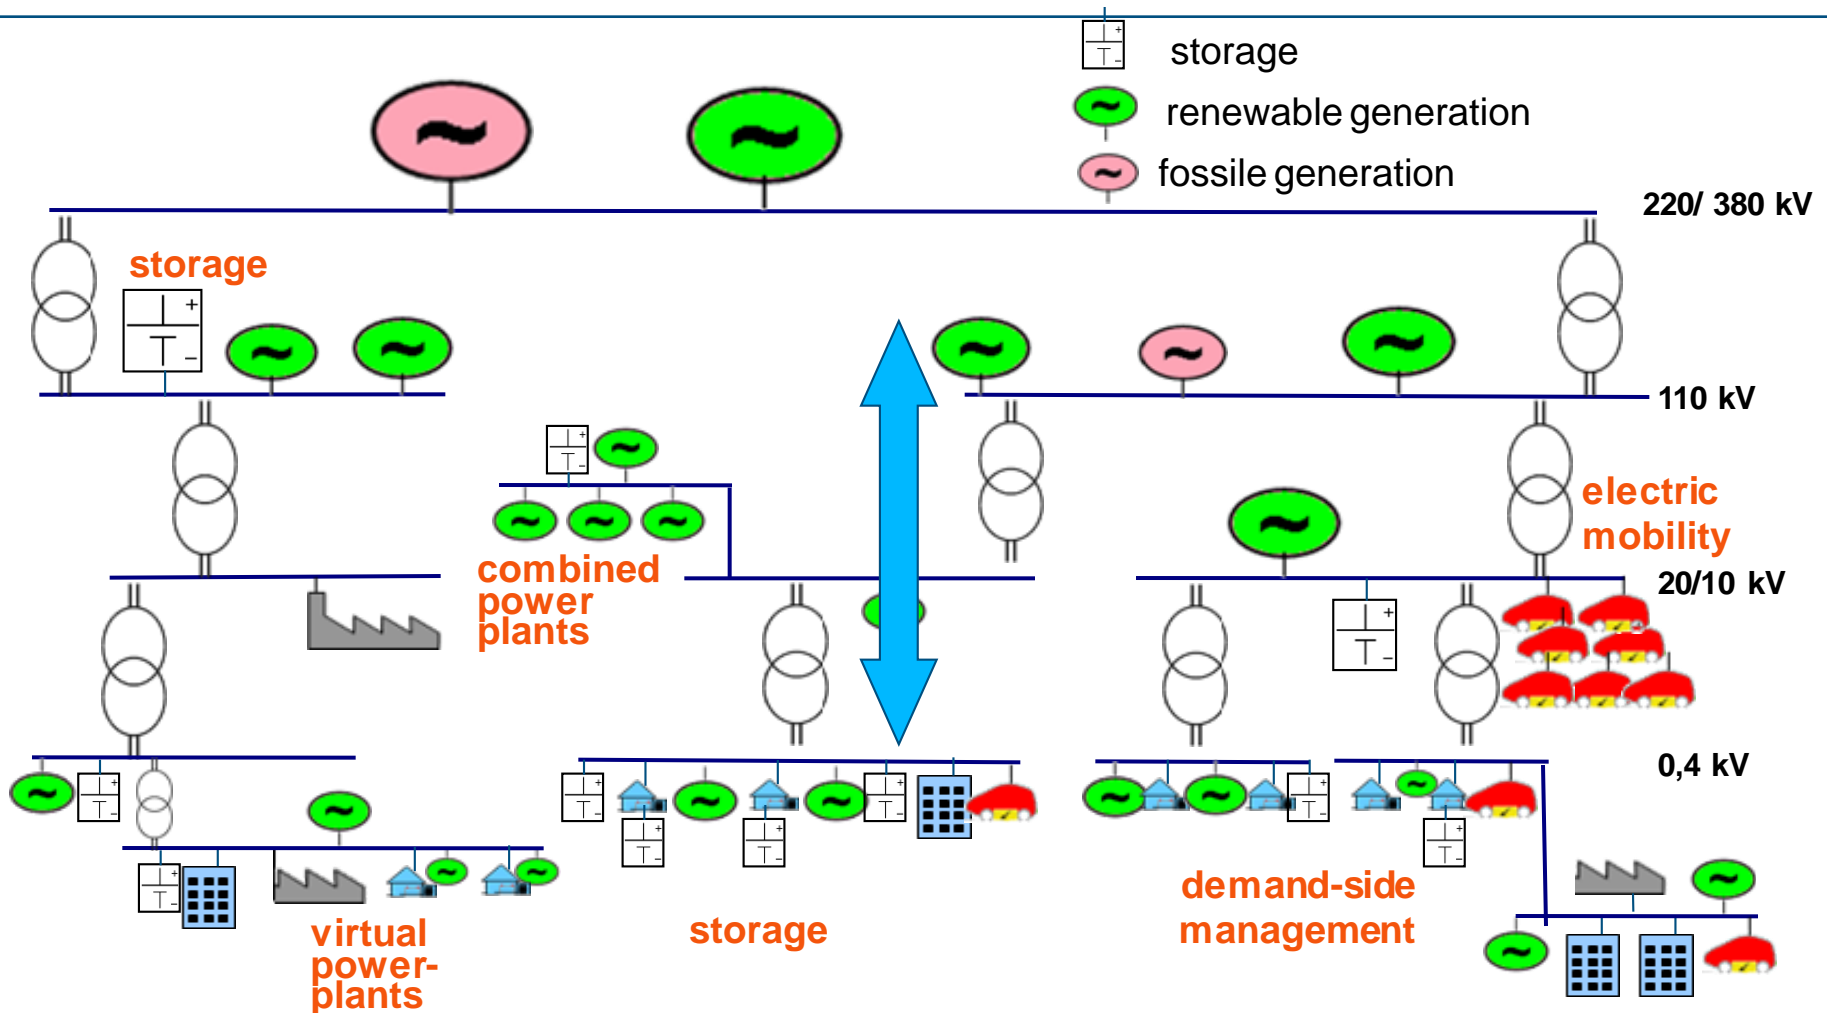 storage
renewable generation
fossile generation
220/ 380 kV
storage
110 kV
electric
mobility
combined
power
plants
20/10 kV
0,4 kV
demand-side
management
virtual
power-
plants
storage